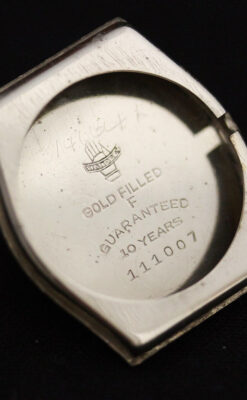 GOLD FILLED
F
GUARANTEED
10 YEARS
111007